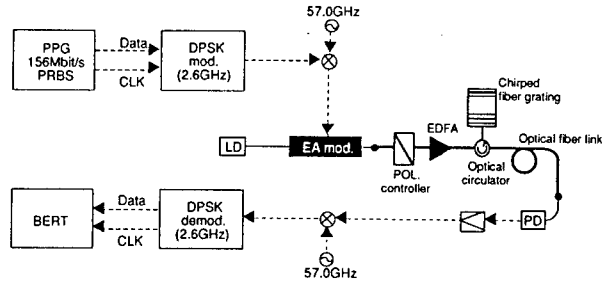 57.0GHz
PPG
156Mbit/s
PRBS
Data
CLK
DPSK
mod.
(2.6GHz)
Chirped
fiber grating
LD
EA mod.
POL.
controller
EDFA
Optical
circulator
Optical fiber link
BERT
Data
CLK
DPSK
demod.
(2.6GHz)
57.0GHz
PD